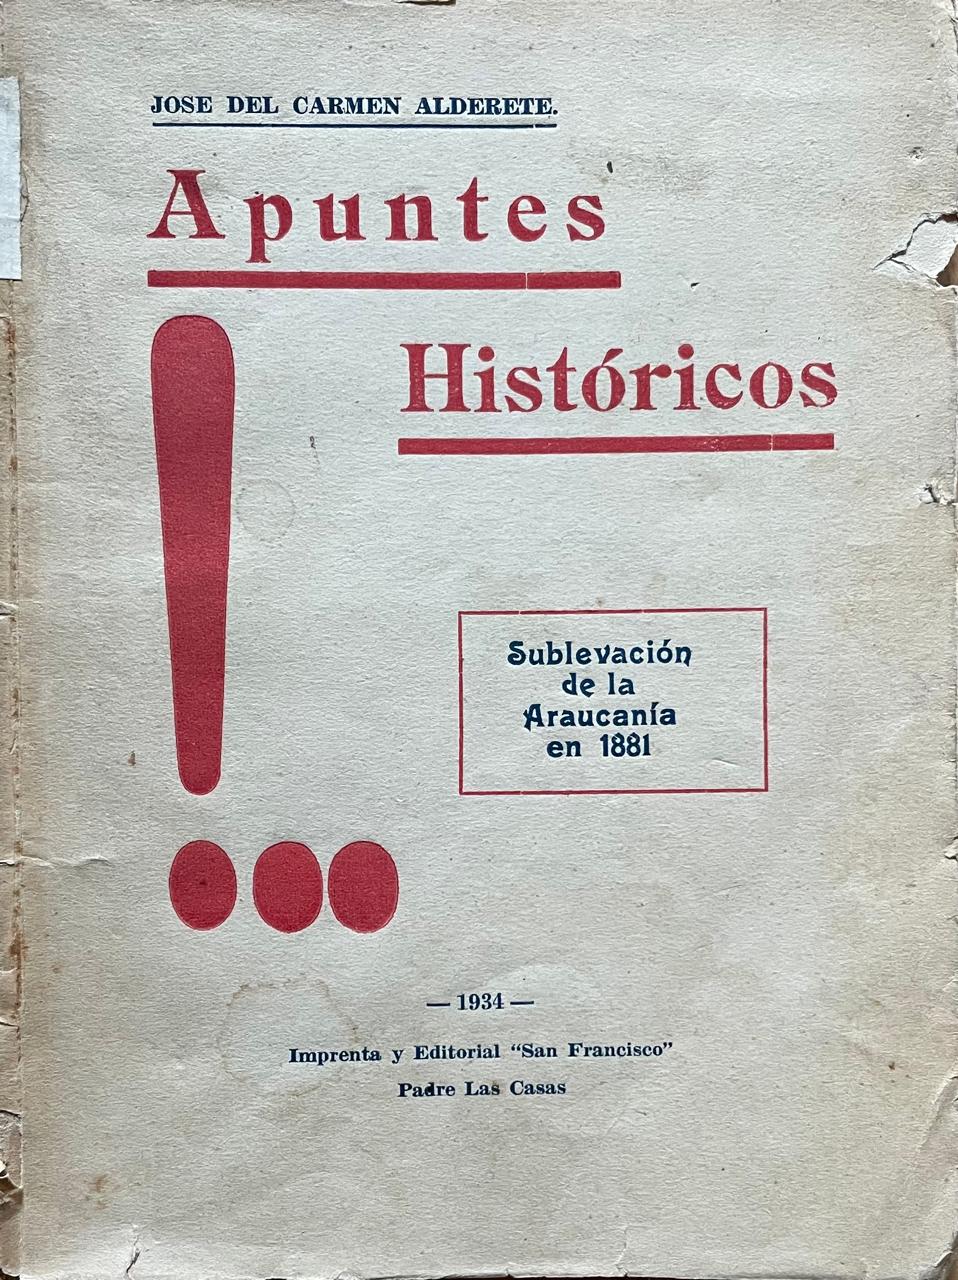 JOSE DEL CARMEN ALDERETE.
Apuntes
Históricos
Sublevación
de la
Araucanía
en 1881
! . . .
— 1934 —
Imprenta y Editorial "San Francisco"
Padre Las Casas